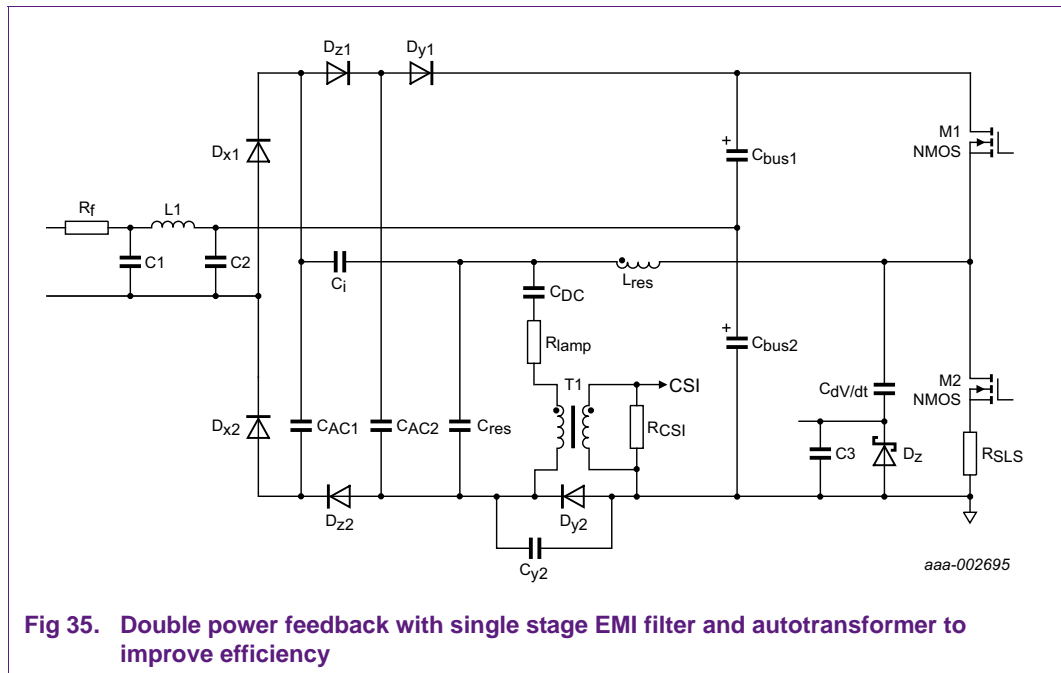 Dz1
Dy1
Dx1
+
Cbus1
M1
NMOS
Rf
L1
C1
C2
Ci
Lres
CDC
Rlamp
+
Cbus2
T1
CSI
CdV/dt
M2
NMOS
Dx2
CAC1
CAC2
Cres
RCSI
C3
Dz
RSLS
Dz2
Dy2
Cy2
aaa-002695
Fig 35. Double power feedback with single stage EMI filter and autotransformer to
improve efficiency